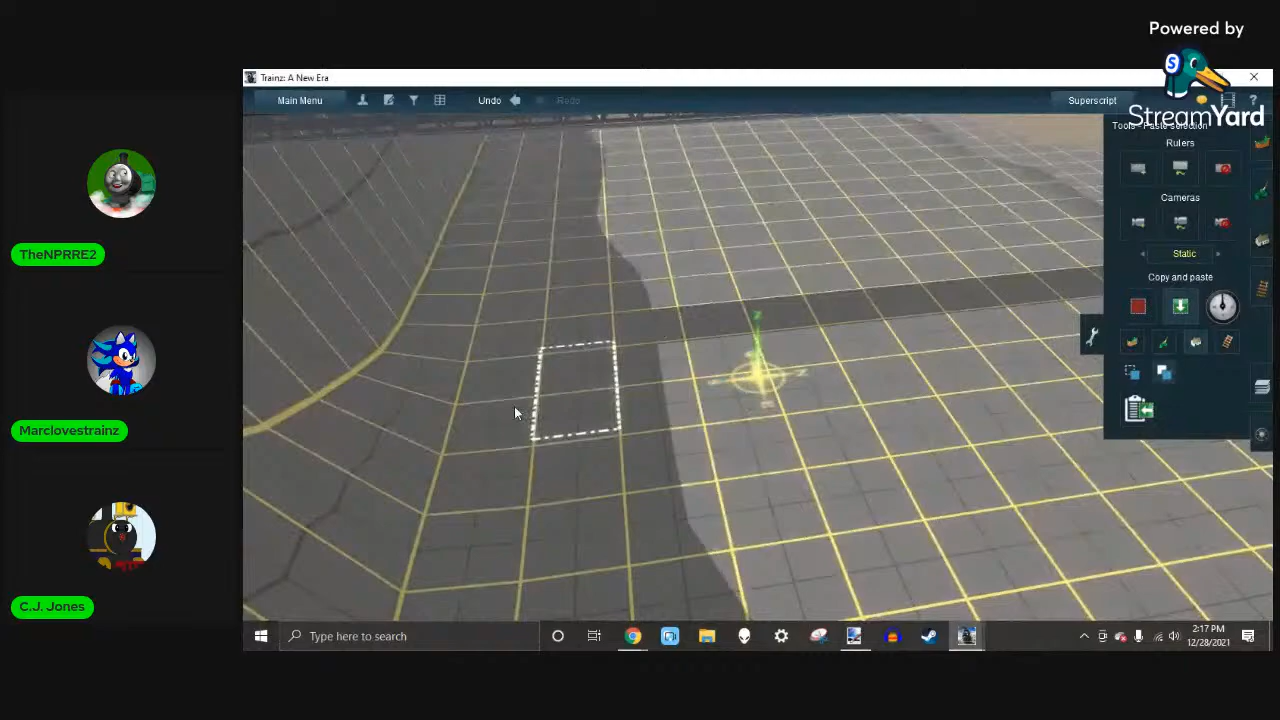 Powered by
StreamYard
Trainz: A New Era
Main Menu
Undo
Redo
Superscript
?
Tools - Paste selection
Rulers
Cameras
Static
Copy and paste
TheNPRRE2
Marclovestrainz
C.J. Jones
Type here to search
2:17 PM
12/28/2021